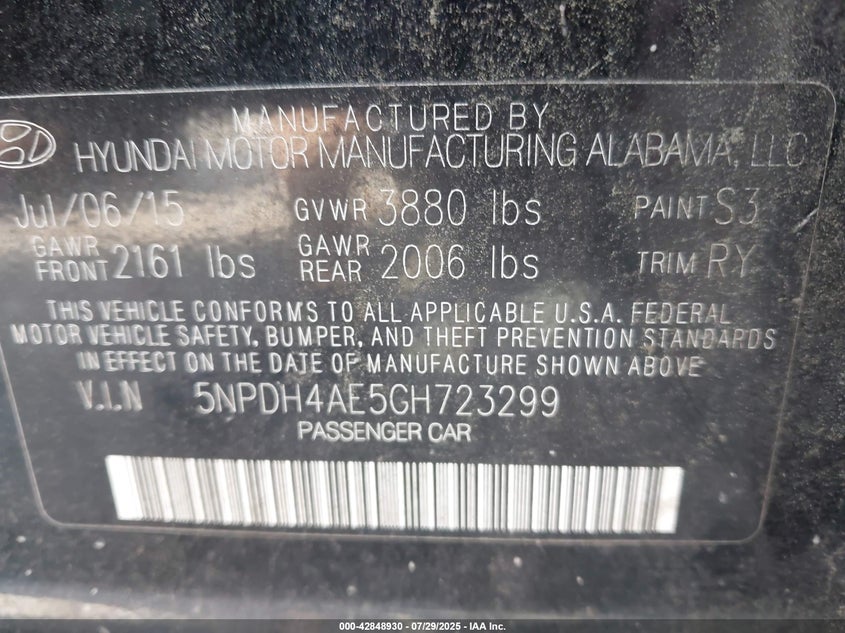 MANUFACTURED BY
HYUNDAI MOTOR MANUFACTURING ALABAMA, LLC
Jul/06/15 GVWR 3880 lbs PAINT S3
GAWR FRONT 2161 lbs GAWR REAR 2006 lbs TRIM RY
THIS VEHICLE CONFORMS TO ALL APPLICABLE U.S.A. FEDERAL
MOTOR VEHICLE SAFETY, BUMPER, AND THEFT PREVENTION STANDARDS
IN EFFECT ON THE DATE OF MANUFACTURE SHOWN ABOVE
V.I.N 5NPDH4AE5GH723299
PASSENGER CAR
000-42848930 - 07/29/2025 - IAA Inc.